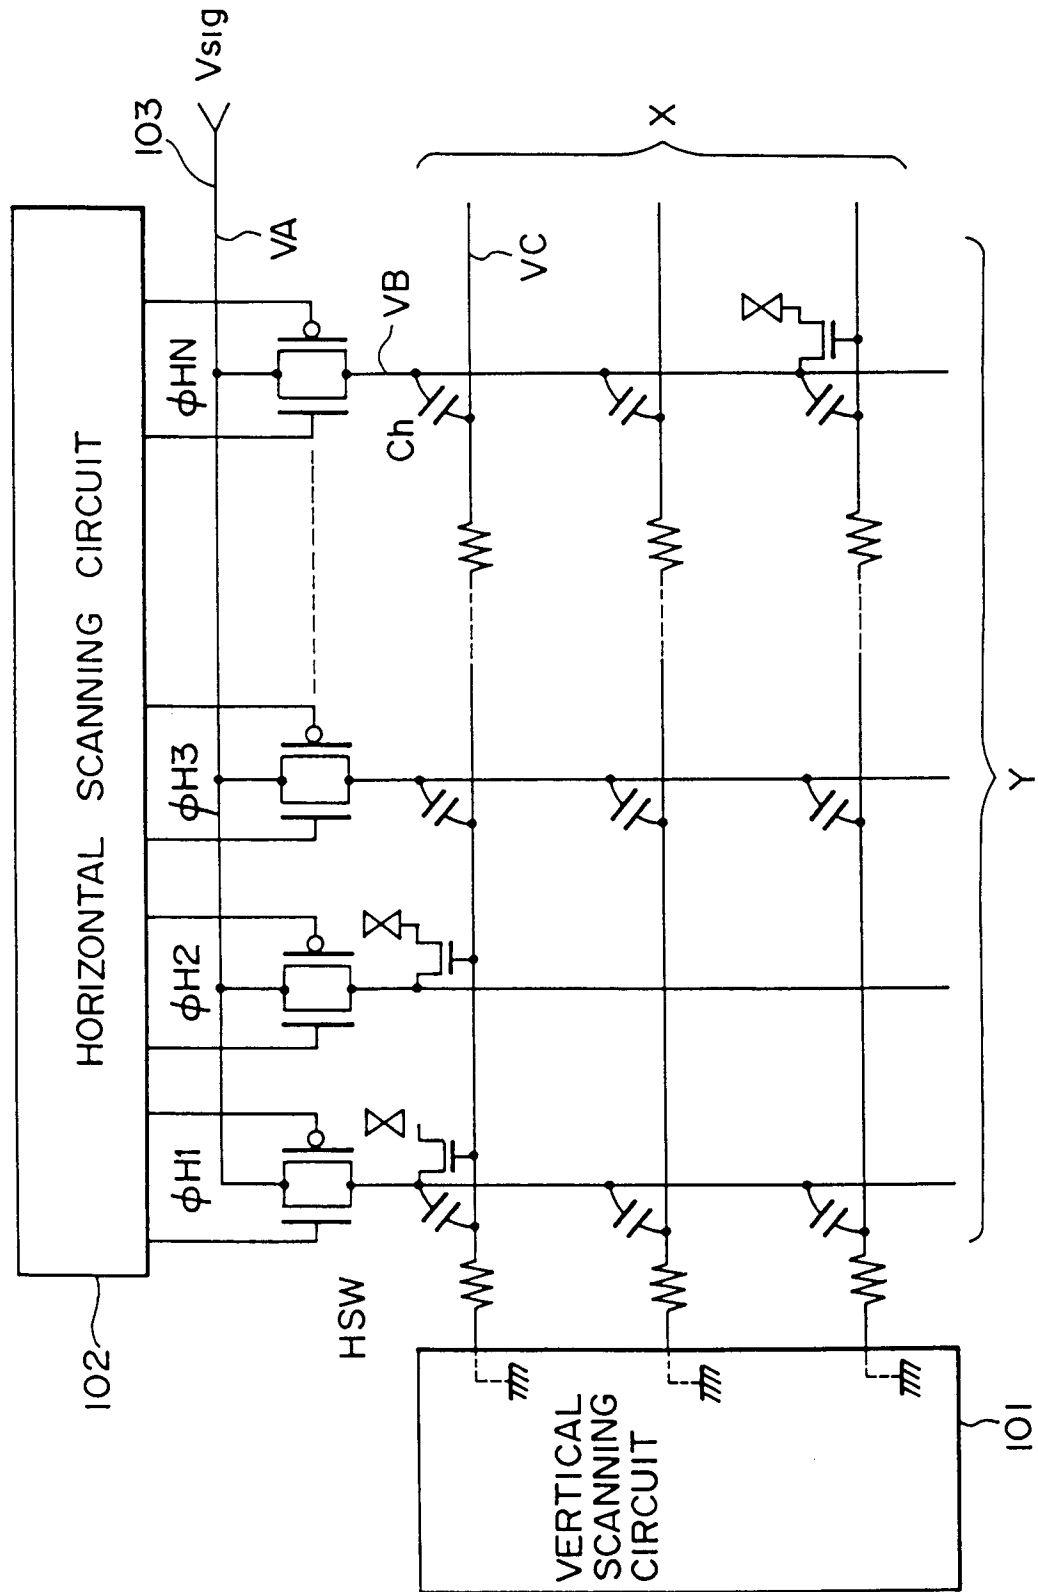 102
HORIZONTAL SCANNING CIRCUIT
103
Vsig
φH1
φH2
φH3
φHN
VA
HSW
VB
Ch
VC
X
VERTICAL
SCANNING
CIRCUIT
101
Y